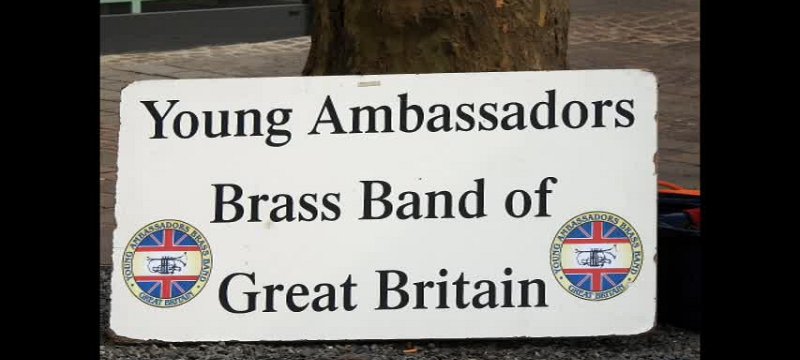 Young Ambassadors
Brass Band of
Great Britain
YOUNG AMBASSADORS BRASS BAND
GREAT BRITAIN
YOUNG AMBASSADORS BRASS BAND
GREAT BRITAIN